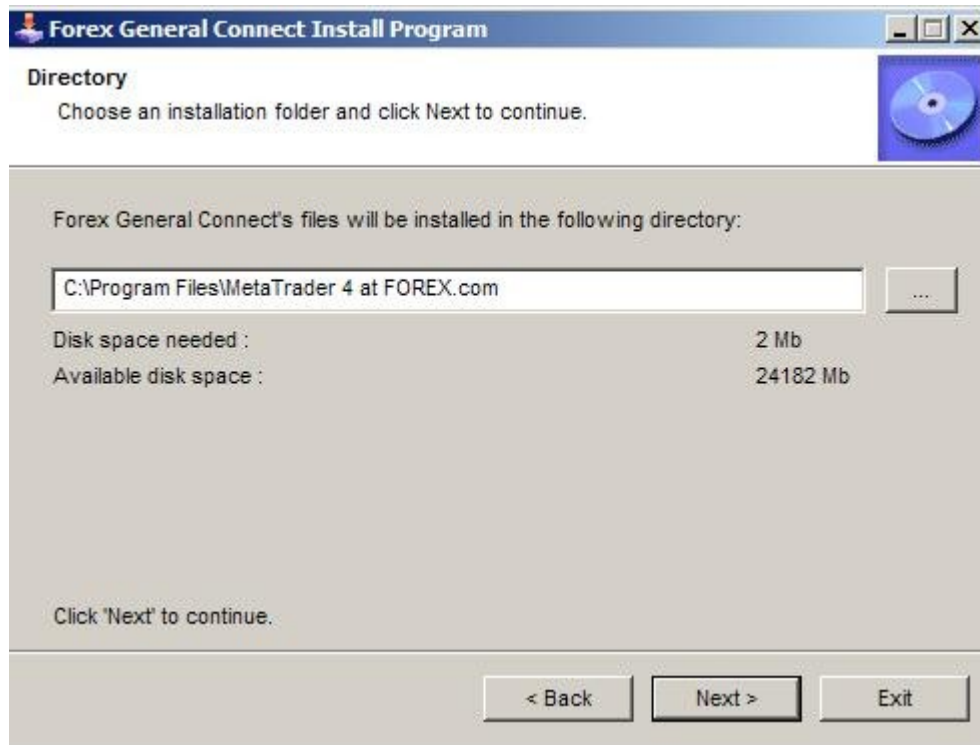 Forex General Connect Install Program
Directory
Choose an installation folder and click Next to continue.
Forex General Connect's files will be installed in the following directory:
C:\Program Files\MetaTrader 4 at FOREX.com
...
Disk space needed : 2 Mb
Available disk space : 24182 Mb
Click 'Next' to continue.
< Back Next > Exit